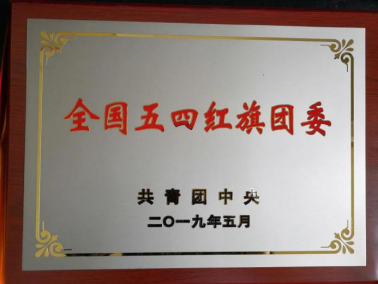 全国五四红旗团委
共青团中央
二〇一九年五月